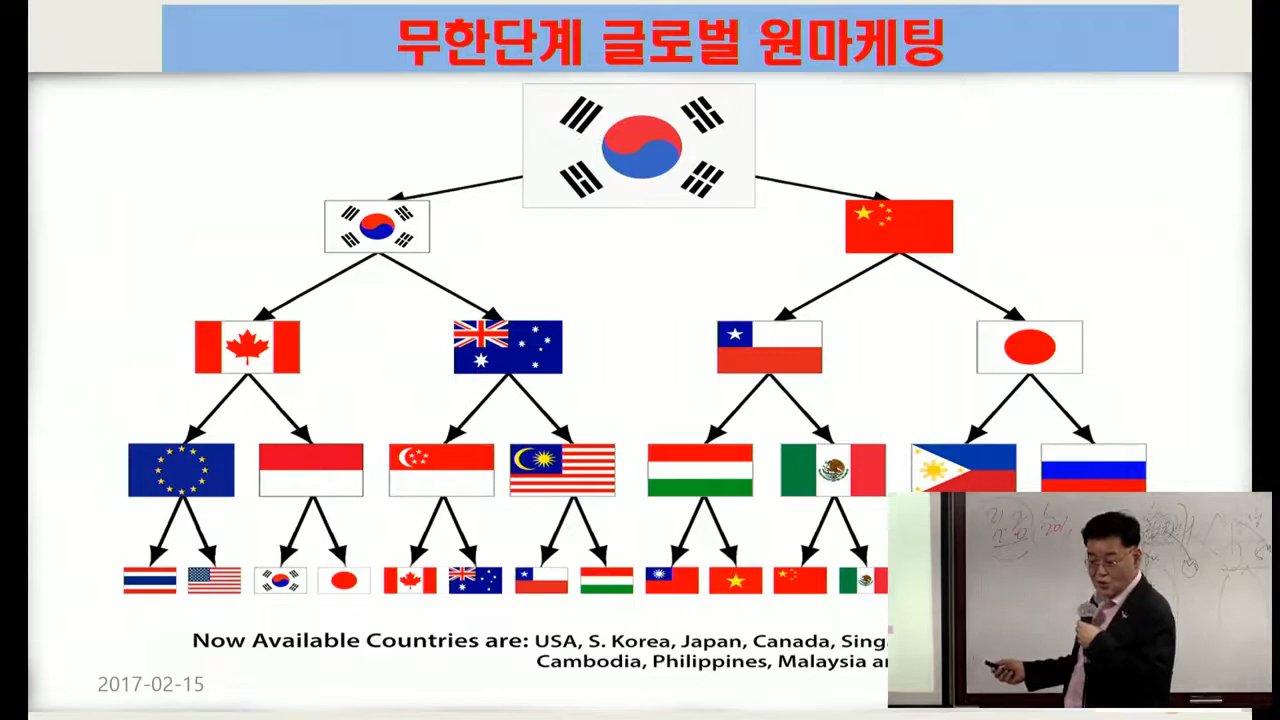 무한단계 글로벌 원마케팅
Now Available Countries are: USA, S. Korea, Japan, Canada,
Cambodia, Philippines, Malaysia
2017-02-15